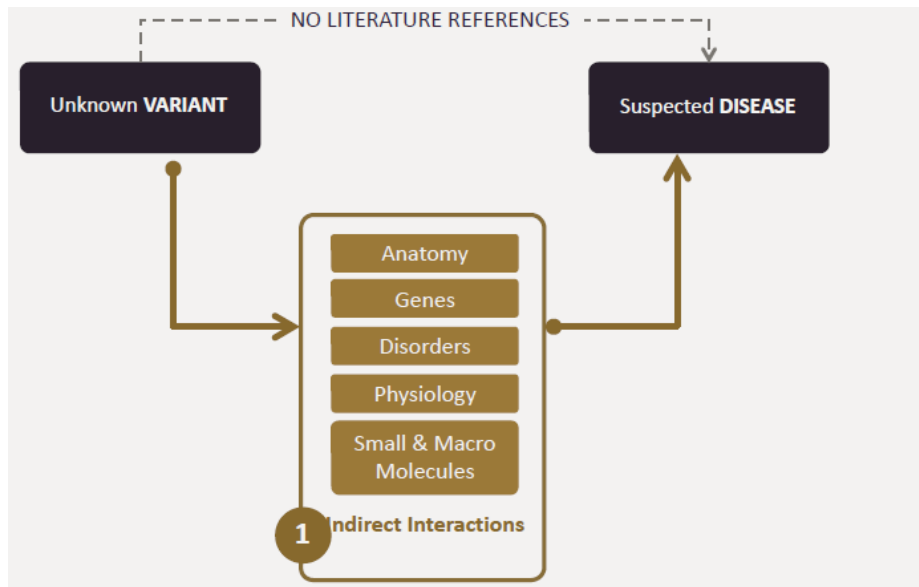 NO LITERATURE REFERENCES
Unknown VARIANT
Suspected DISEASE
Anatomy
Genes
Disorders
Physiology
Small & Macro
Molecules
1
Indirect Interactions